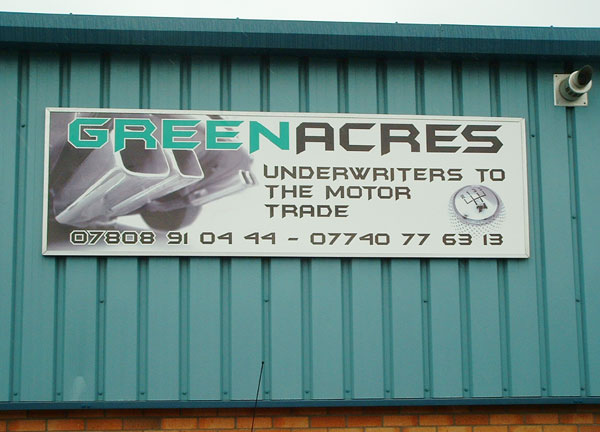 GREENACRES
UNDERWRITERS TO
THE MOTOR
TRADE
07808 91 04 44 - 07740 77 63 13